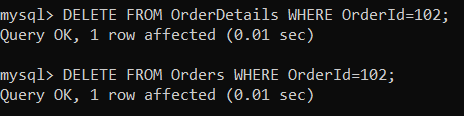 mysql> DELETE FROM OrderDetails WHERE OrderId=102;
Query OK, 1 row affected (0.01 sec)
mysql> DELETE FROM Orders WHERE OrderId=102;
Query OK, 1 row affected (0.01 sec)